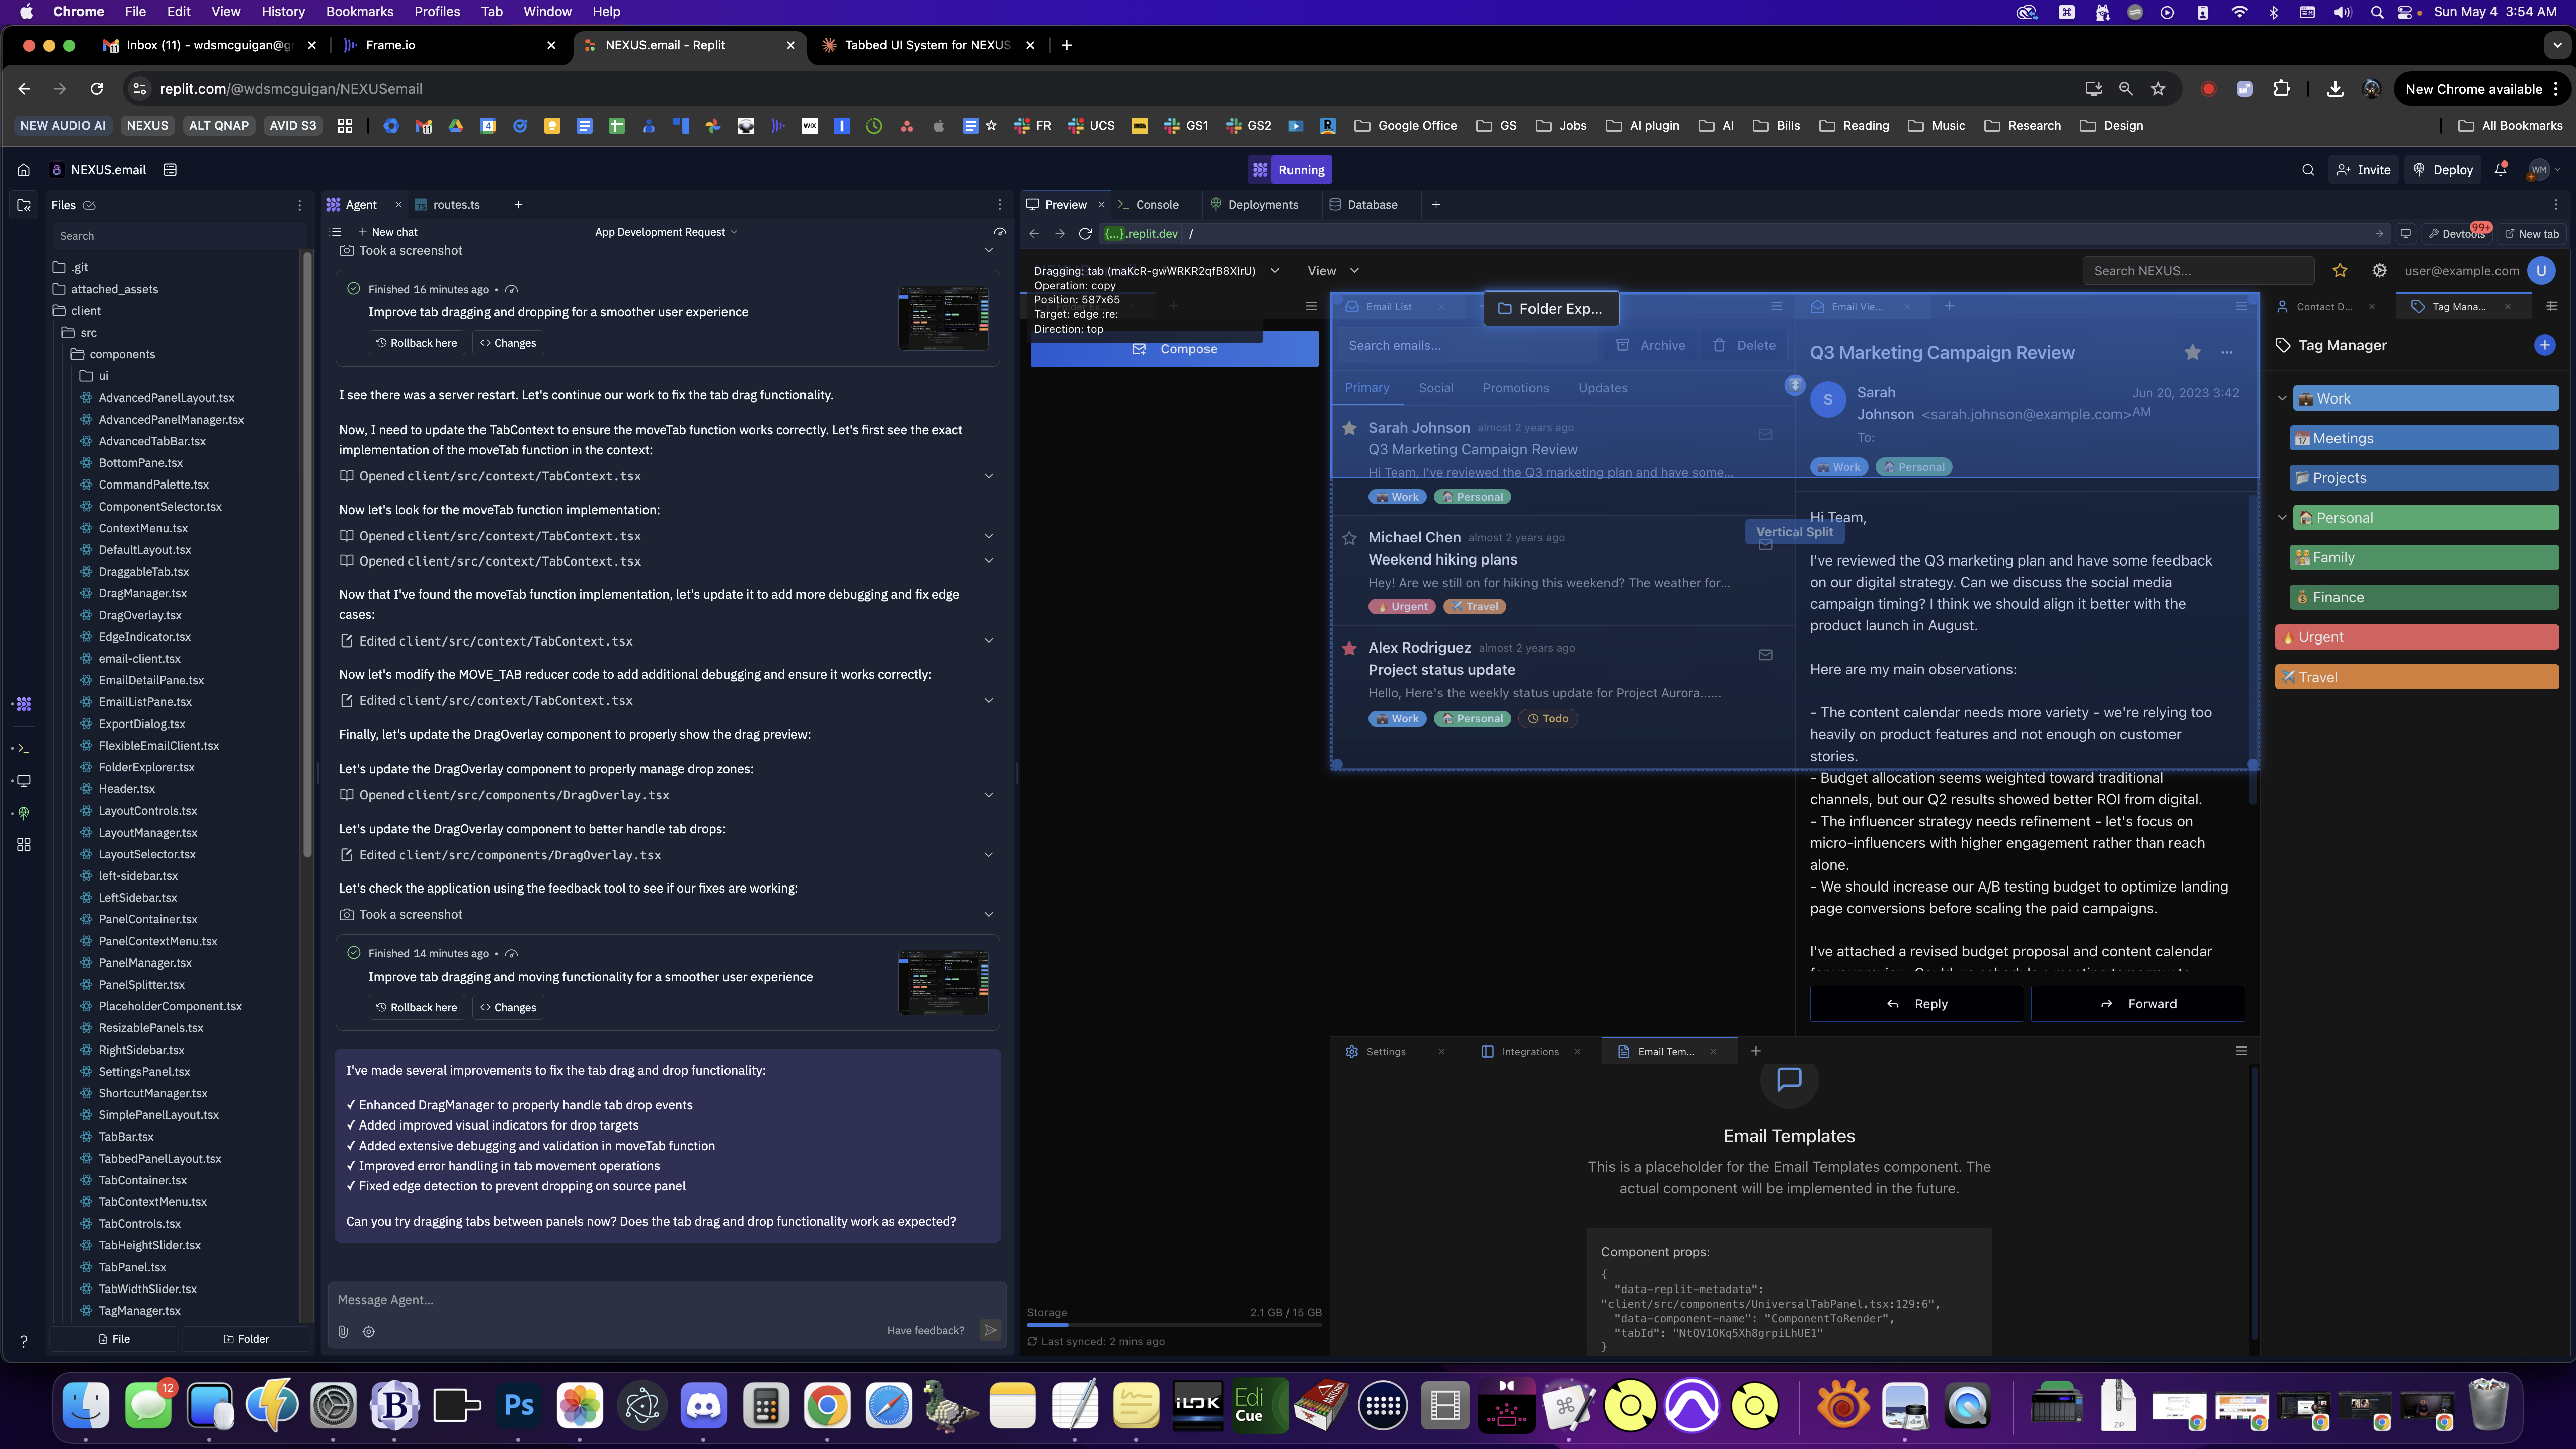 Chrome File Edit View History Bookmarks Profiles Tab Window Help
Sun May 4 3:54 AM
Inbox (11) - wdsmcguigan@gr
Frame.io
NEXUS.email - Replit
Tabbed UI System for NEXUS
replit.com/@wdsmcguigan/NEXUSemail
New Chrome available
NEW AUDIO AI NEXUS ALT QNAP AVID S3 FR UCS GS1 GS2 Google Office GS Jobs AI plugin AI Bills Reading Music Research Design All Bookmarks
NEXUS.email
Running
Invite
Deploy
WM
Files
Search
.git
attached_assets
client
src
components
ui
AdvancedPanelLayout.tsx
AdvancedPanelManager.tsx
AdvancedTabBar.tsx
BottomPane.tsx
CommandPalette.tsx
ComponentSelector.tsx
ContextMenu.tsx
DefaultLayout.tsx
DraggableTab.tsx
DragManager.tsx
DragOverlay.tsx
EdgeIndicator.tsx
email-client.tsx
EmailDetailPane.tsx
EmailListPane.tsx
ExportDialog.tsx
FlexibleEmailClient.tsx
FolderExplorer.tsx
Header.tsx
LayoutControls.tsx
LayoutManager.tsx
LayoutSelector.tsx
left-sidebar.tsx
LeftSidebar.tsx
PanelContainer.tsx
PanelContextMenu.tsx
PanelManager.tsx
PanelSplitter.tsx
PlaceholderComponent.tsx
ResizablePanels.tsx
RightSidebar.tsx
SettingsPanel.tsx
ShortcutManager.tsx
SimplePanelLayout.tsx
TabBar.tsx
TabbedPanelLayout.tsx
TabContainer.tsx
TabContextMenu.tsx
TabControls.tsx
TabHeightSlider.tsx
TabPanel.tsx
TabWidthSlider.tsx
TagManager.tsx
File
Folder
Agent
routes.ts
New chat
App Development Request
Took a screenshot
Finished 16 minutes ago •
Improve tab dragging and dropping for a smoother user experience
Rollback here
Changes
I see there was a server restart. Let's continue our work to fix the tab drag functionality.
Now, I need to update the TabContext to ensure the moveTab function works correctly. Let's first see the exact
implementation of the moveTab function in the context:
Opened client/src/context/TabContext.tsx
Now let's look for the moveTab function implementation:
Opened client/src/context/TabContext.tsx
Opened client/src/context/TabContext.tsx
Now that I've found the moveTab function implementation, let's update it to add more debugging and fix edge
cases:
Edited client/src/context/TabContext.tsx
Now let's modify the MOVE_TAB reducer code to add additional debugging and ensure it works correctly:
Edited client/src/context/TabContext.tsx
Finally, let's update the DragOverlay component to properly show the drag preview:
Let's update the DragOverlay component to properly manage drop zones:
Opened client/src/components/DragOverlay.tsx
Let's update the DragOverlay component to better handle tab drops:
Edited client/src/components/DragOverlay.tsx
Let's check the application using the feedback tool to see if our fixes are working:
Took a screenshot
Finished 14 minutes ago •
Improve tab dragging and moving functionality for a smoother user experience
Rollback here
Changes
I've made several improvements to fix the tab drag and drop functionality:
✓ Enhanced DragManager to properly handle tab drop events
✓ Added improved visual indicators for drop targets
✓ Added extensive debugging and validation in moveTab function
✓ Improved error handling in tab movement operations
✓ Fixed edge detection to prevent dropping on source panel
Can you try dragging tabs between panels now? Does the tab drag and drop functionality work as expected?
Message Agent...
Have feedback?
Preview
Console
Deployments
Database
{...}.replit.dev /
Devtools
99+
New tab
Dragging: tab (maKcR-gwWRKR2qfB8XlrU)
Operation: copy
Position: 587x65
Target: edge :re:
Direction: top
View
Search NEXUS...
user@example.com
U
Compose
Storage
2.1 GB / 15 GB
Last synced: 2 mins ago
Email List
Folder Exp...
Search emails...
Archive
Delete
Primary
Social
Promotions
Updates
Sarah Johnson almost 2 years ago
Q3 Marketing Campaign Review
Hi Team, I've reviewed the Q3 marketing plan and have some...
Work
Personal
Michael Chen almost 2 years ago
Weekend hiking plans
Hey! Are we still on for hiking this weekend? The weather for...
Urgent
Travel
Alex Rodriguez almost 2 years ago
Project status update
Hello, Here's the weekly status update for Project Aurora......
Work
Personal
Todo
Vertical Split
Email Vie...
Q3 Marketing Campaign Review
S
Sarah
Johnson <sarah.johnson@example.com>
Jun 20, 2023 3:42
AM
To:
Work
Personal
Hi Team,
I've reviewed the Q3 marketing plan and have some feedback
on our digital strategy. Can we discuss the social media
campaign timing? I think we should align it better with the
product launch in August.
Here are my main observations:
- The content calendar needs more variety - we're relying too
heavily on product features and not enough on customer
stories.
- Budget allocation seems weighted toward traditional
channels, but our Q2 results showed better ROI from digital.
- The influencer strategy needs refinement - let's focus on
micro-influencers with higher engagement rather than reach
alone.
- We should increase our A/B testing budget to optimize landing
page conversions before scaling the paid campaigns.
I've attached a revised budget proposal and content calendar
Reply
Forward
Settings
Integrations
Email Tem...
Email Templates
This is a placeholder for the Email Templates component. The
actual component will be implemented in the future.
Component props:
{
"data-replit-metadata":
"client/src/components/UniversalTabPanel.tsx:129:6",
"data-component-name": "ComponentToRender",
"tabId": "NtQV1OKq5Xh8grpiLhUE1"
}
Contact D...
Tag Mana...
Tag Manager
Work
Meetings
Projects
Personal
Family
Finance
Urgent
Travel
12
Ps
iLOK
Edi
Cue
ZIP